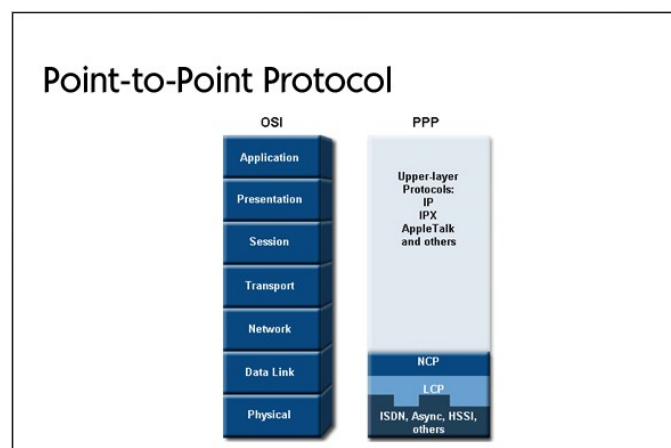 Point-to-Point Protocol
OSI
Application
Presentation
Session
Transport
Network
Data Link
Physical
PPP
Upper-layer
Protocols:
IP
IPX
AppleTalk
and others
NCP
LCP
ISDN, Async, HSSI,
others